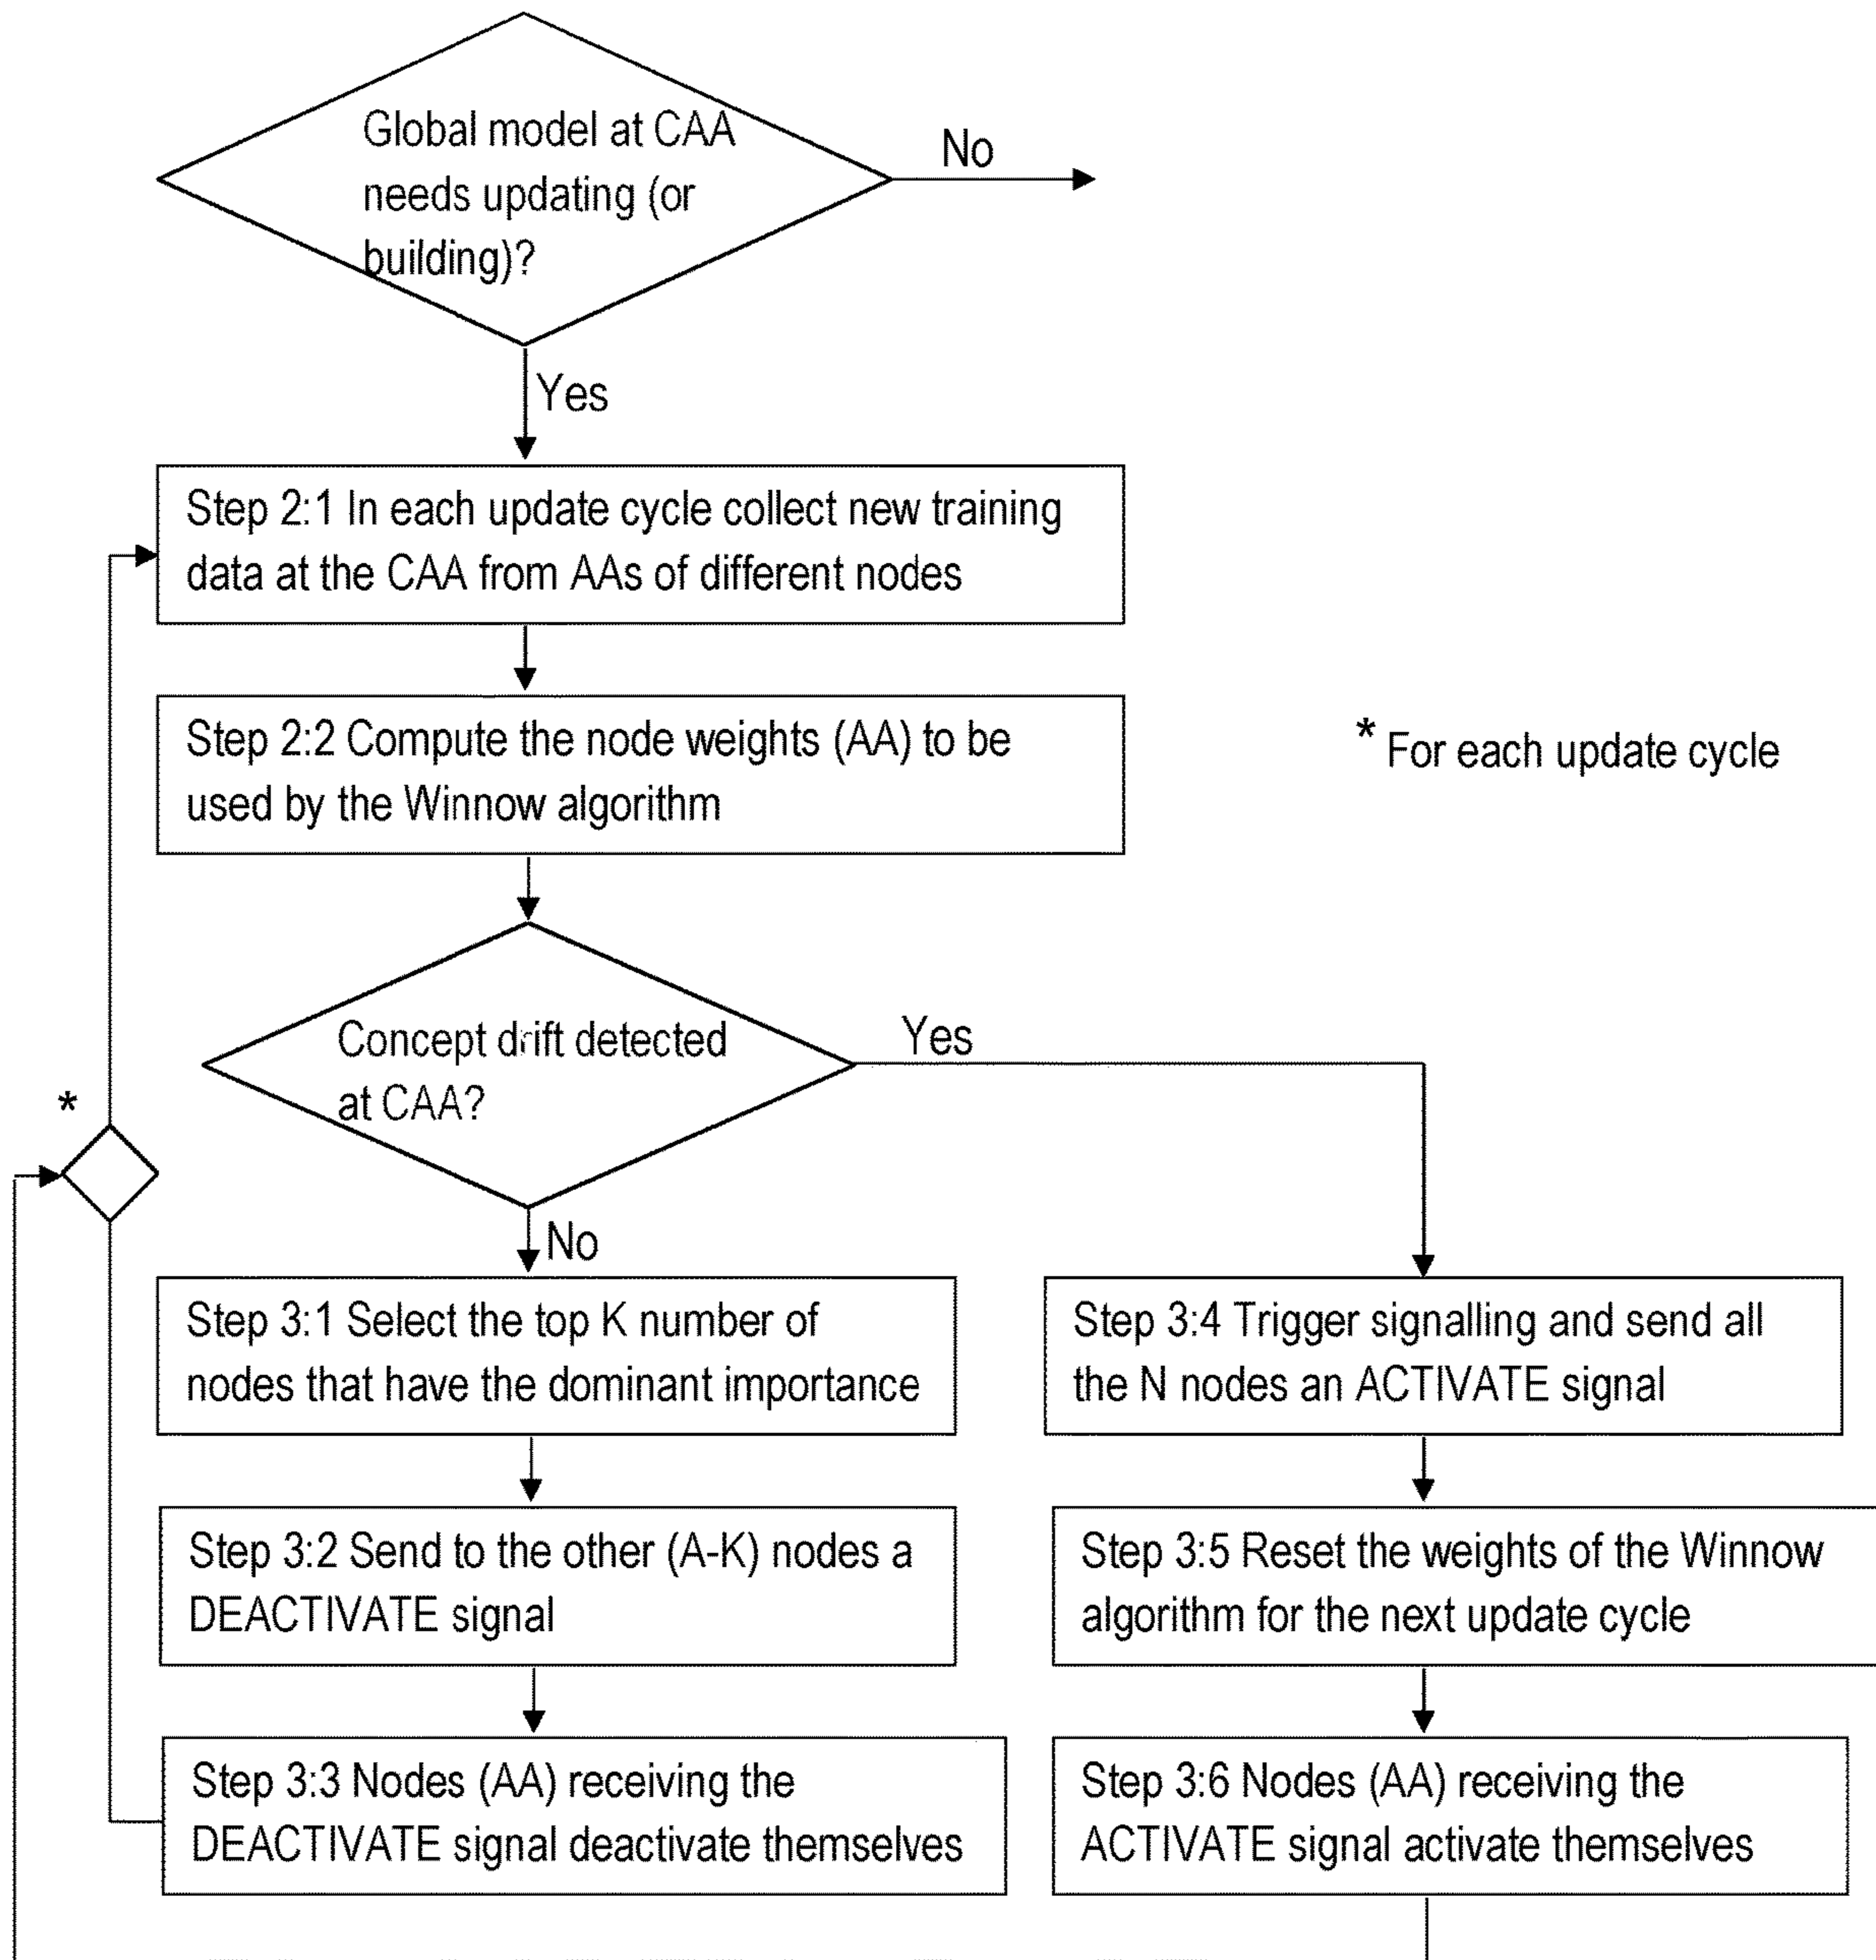 Global model at CAA
needs updating (or
building)?
No
Yes
Step 2:1 In each update cycle collect new training
data at the CAA from AAs of different nodes
Step 2:2 Compute the node weights (AA) to be
used by the Winnow algorithm
* For each update cycle
Concept drift detected
at CAA?
Yes
*
No
Step 3:1 Select the top K number of
nodes that have the dominant importance
Step 3:4 Trigger signalling and send all
the N nodes an ACTIVATE signal
Step 3:2 Send to the other (A-K) nodes a
DEACTIVATE signal
Step 3:5 Reset the weights of the Winnow
algorithm for the next update cycle
Step 3:3 Nodes (AA) receiving the
DEACTIVATE signal deactivate themselves
Step 3:6 Nodes (AA) receiving the
ACTIVATE signal activate themselves